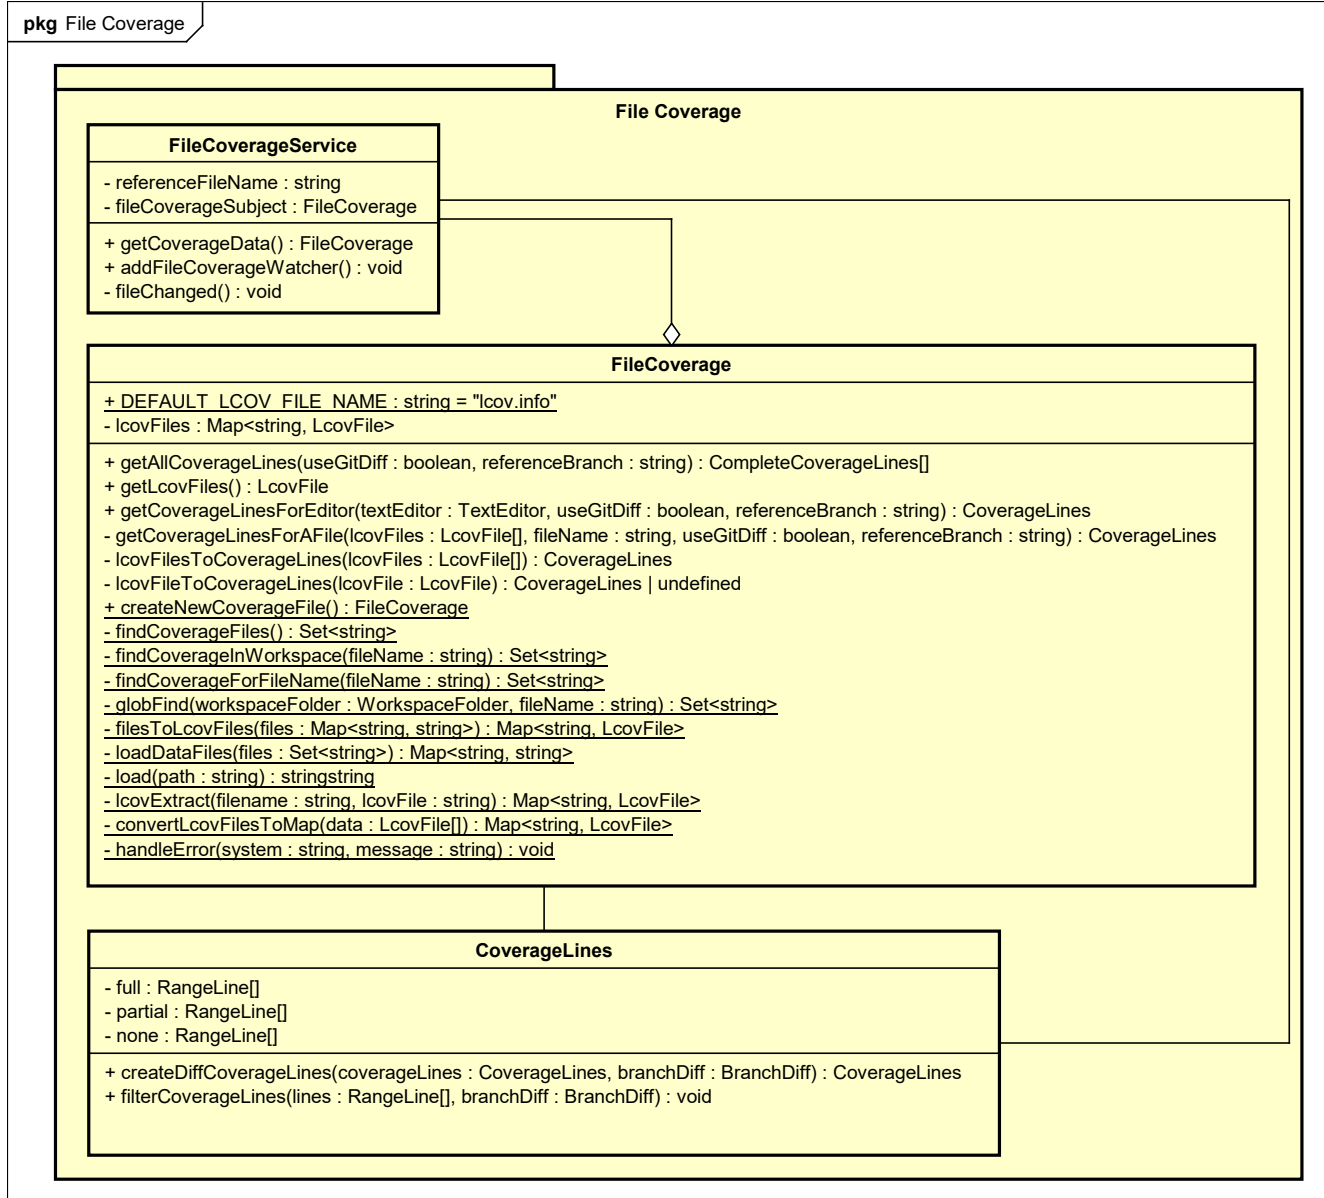 pkg File Coverage
File Coverage
FileCoverageService
- referenceFileName : string
- fileCoverageSubject : FileCoverage
+ getCoverageData() : FileCoverage
+ addFileCoverageWatcher() : void
- fileChanged() : void
FileCoverage
+ DEFAULT_LCOV_FILE_NAME : string = "lcov.info"
- lcovFiles : Map<string, LcovFile>
+ getAllCoverageLines(useGitDiff : boolean, referenceBranch : string) : CompleteCoverageLines[]
+ getLcovFiles() : LcovFile
+ getCoverageLinesForEditor(textEditor : TextEditor, useGitDiff : boolean, referenceBranch : string) : CoverageLines
- getCoverageLinesForAFile(lcovFiles : LcovFile[], fileName : string, useGitDiff : boolean, referenceBranch : string) : CoverageLines
- lcovFilesToCoverageLines(lcovFiles : LcovFile[]) : CoverageLines
- lcovFileToCoverageLines(lcovFile : LcovFile) : CoverageLines | undefined
+ createNewCoverageFile() : FileCoverage
- findCoverageFiles() : Set<string>
- findCoverageInWorkspace(fileName : string) : Set<string>
- findCoverageForFileName(fileName : string) : Set<string>
- globFind(workspaceFolder : WorkspaceFolder, fileName : string) : Set<string>
- filesToLcovFiles(files : Map<string, string>) : Map<string, LcovFile>
- loadDataFiles(files : Set<string>) : Map<string, string>
- load(path : string) : stringstring
- lcovExtract(filename : string, lcovFile : string) : Map<string, LcovFile>
- convertLcovFilesToMap(data : LcovFile[]) : Map<string, LcovFile>
- handleError(system : string, message : string) : void
CoverageLines
- full : RangeLine[]
- partial : RangeLine[]
- none : RangeLine[]
+ createDiffCoverageLines(coverageLines : CoverageLines, branchDiff : BranchDiff) : CoverageLines
+ filterCoverageLines(lines : RangeLine[], branchDiff : BranchDiff) : void